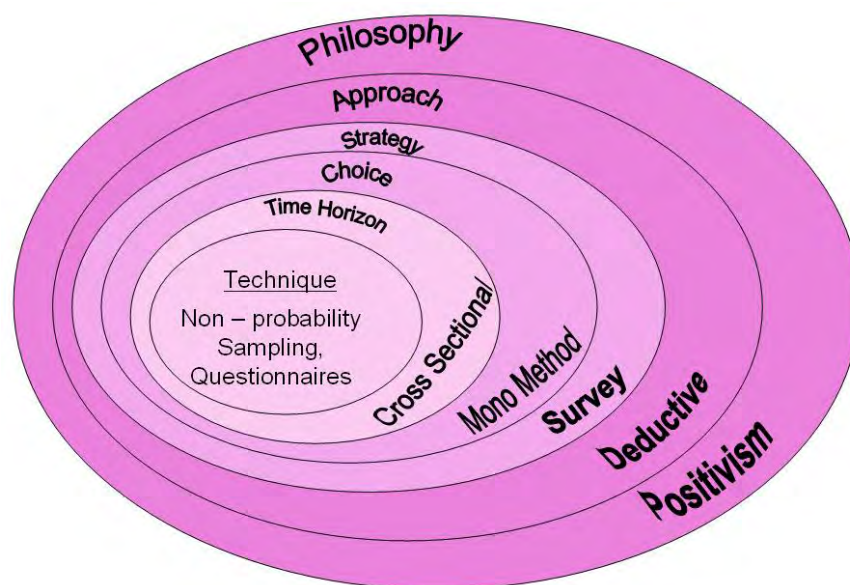 Philosophy
Approach
Strategy
Choice
Time Horizon
Technique
Non – probability
Sampling,
Questionnaires
Cross Sectional
Mono Method
Survey
Deductive
Positivism